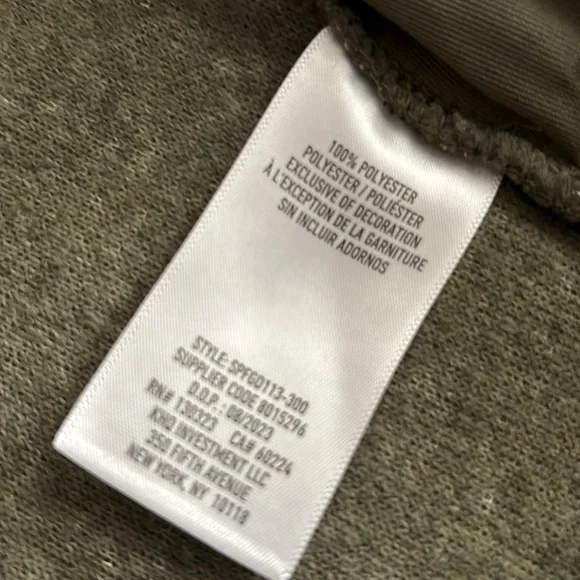 100% POLYESTER
POLYESTER / POLIÉSTER
EXCLUSIVE OF DECORATION
À L'EXCEPTION DE LA GARNITURE
SIN INCLUIR ADORNOS
STYLE: SPFGD113-300
SUPPLIER CODE 8015296
D.O.P.: 08/2023
RN# 130323 CA# 60224
KHQ INVESTMENT LLC
350 FIFTH AVENUE
NEW YORK, NY 10118